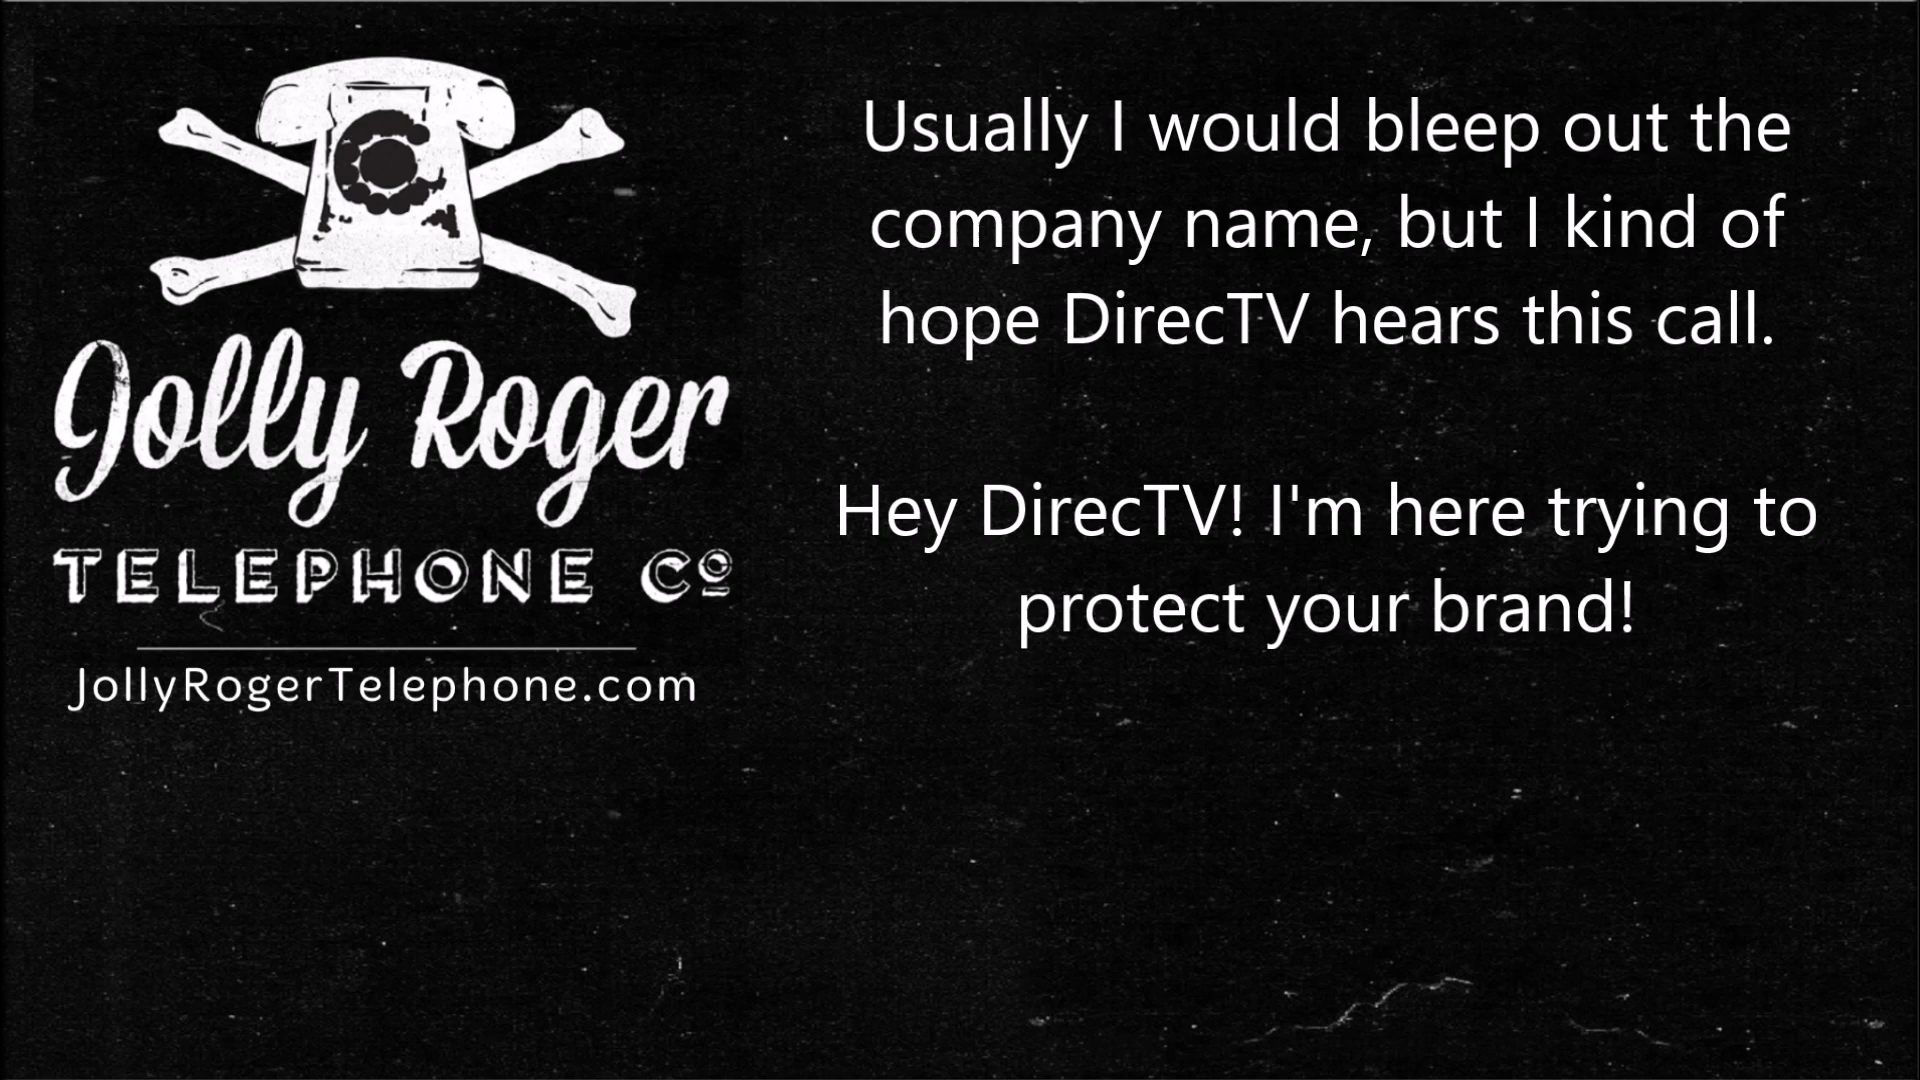 Jolly Roger
TELEPHONE Cº
JollyRogerTelephone.com
Usually I would bleep out the
company name, but I kind of
hope DirecTV hears this call.
Hey DirecTV! I'm here trying to
protect your brand!